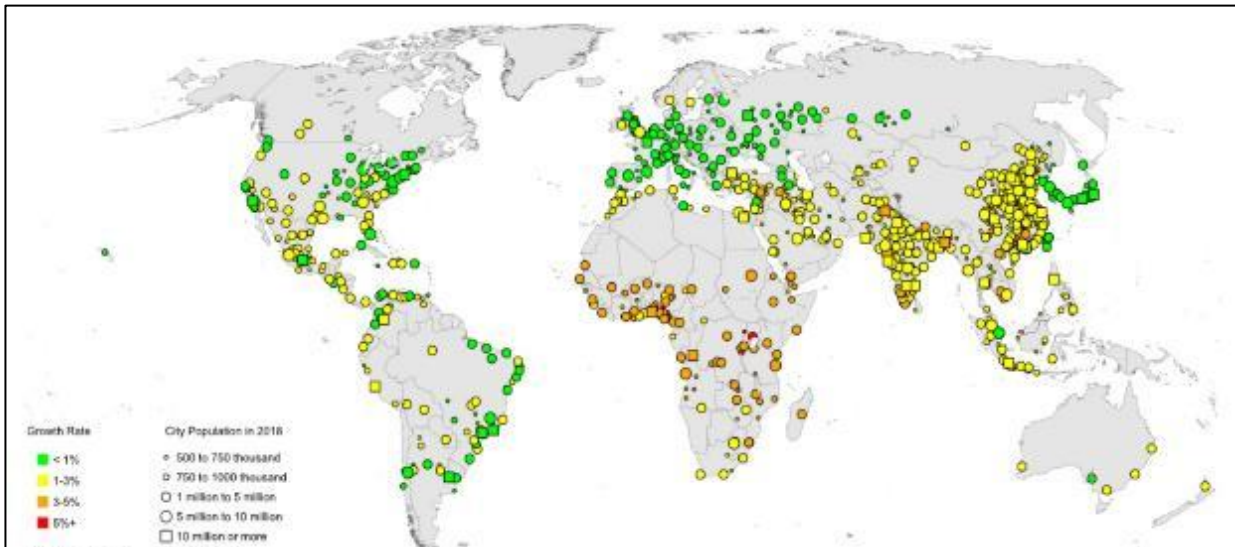 Growth Rate
< 1%
1-3%
3-5%
5%+
City Population in 2018
500 to 750 thousand
750 to 1000 thousand
1 million to 5 million
5 million to 10 million
10 million or more